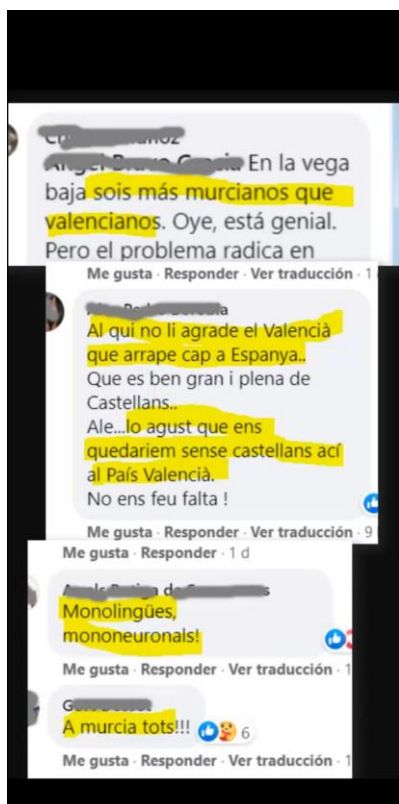 En la vega
baja sois más murcianos que
valencianos. Oye, está genial.
Pero el problema radica en
Me gusta · Responder · Ver traducción · 1
Al qui no li agrade el Valencià
que arrape cap a Espanya..
Que es ben gran i plena de
Castellans..
Ale...lo agust que ens
quedariem sense castellans ací
al País Valencià.
No ens feu falta !
Me gusta · Responder · Ver traducción · 9
Me gusta · Responder · 1 d
Monolingües,
mononeuronals!
Me gusta · Responder · Ver traducción · 1
A murcia tots!!! 6
Me gusta · Responder · Ver traducción · 1